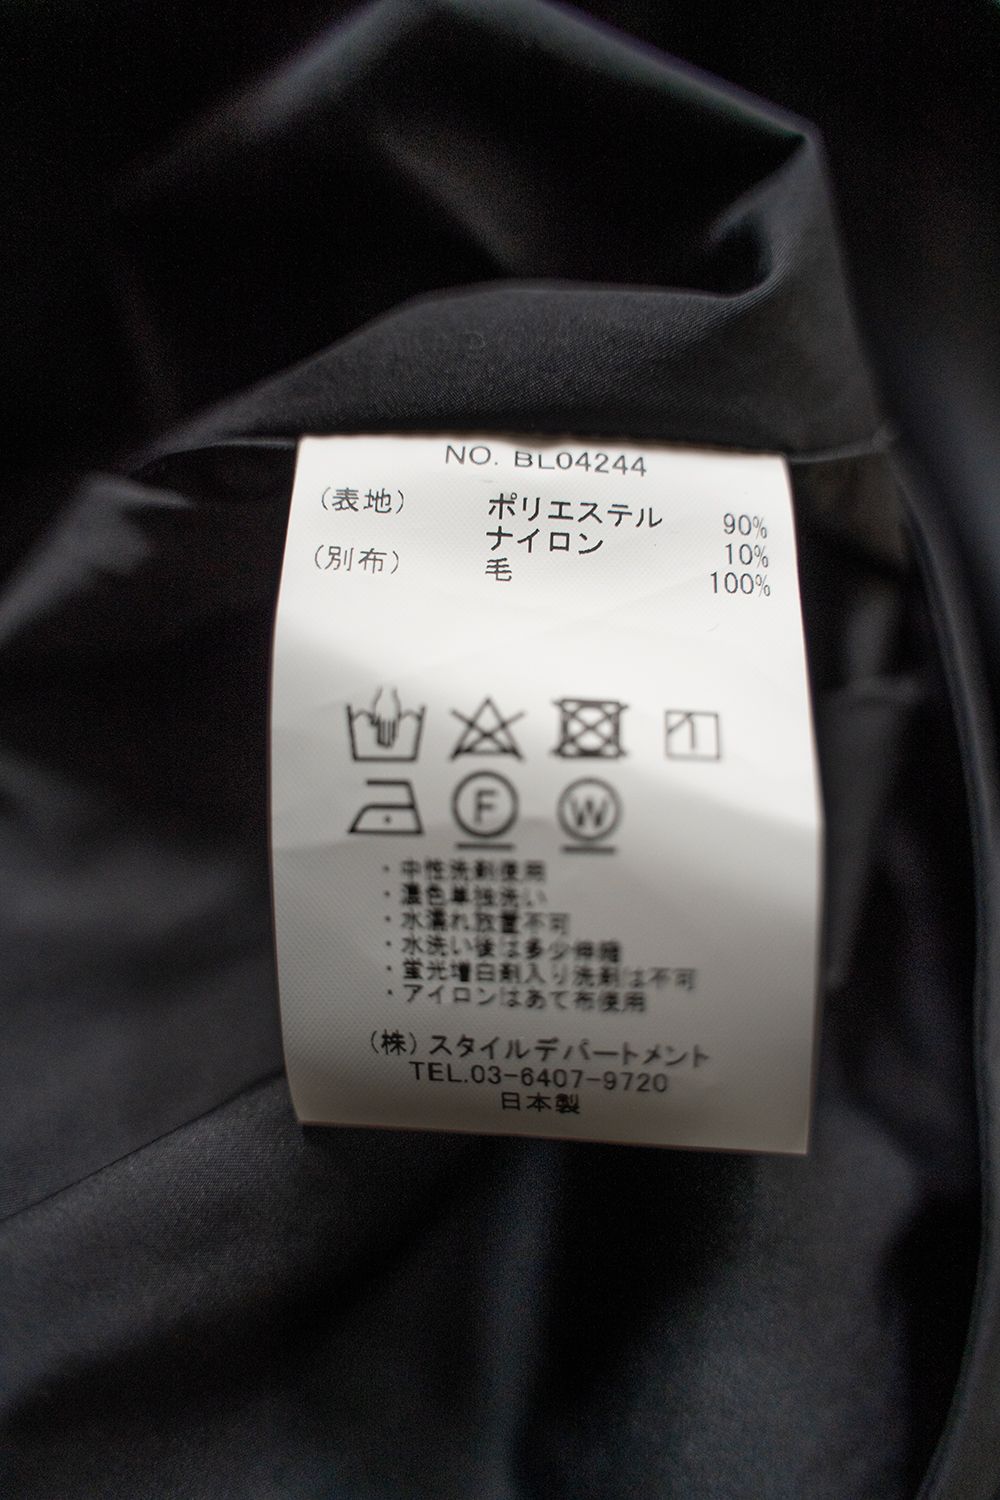 NO. BL04244
(表地) ポリエステル 90%
ナイロン 10%
(別布) 毛 100%
F W
・中性洗剤使用
・濃色単独洗い
・水濡れ放置不可
・水洗い後は多少伸縮
・蛍光増白剤入り洗剤は不可
・アイロンはあて布使用
(株)スタイルデパートメント
TEL.03-6407-9720
日本製